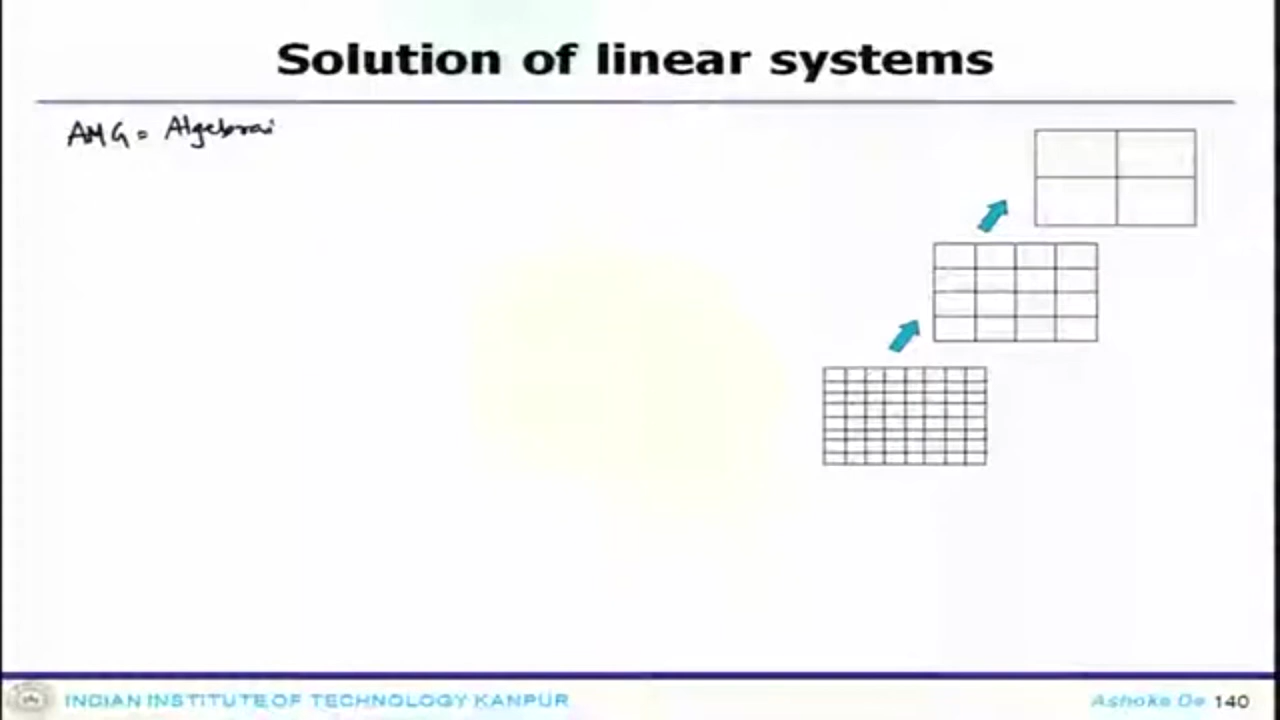 Solution of linear systems
AMG = Algebrai
INDIAN INSTITUTE OF TECHNOLOGY KANPUR
Ashoke De 140